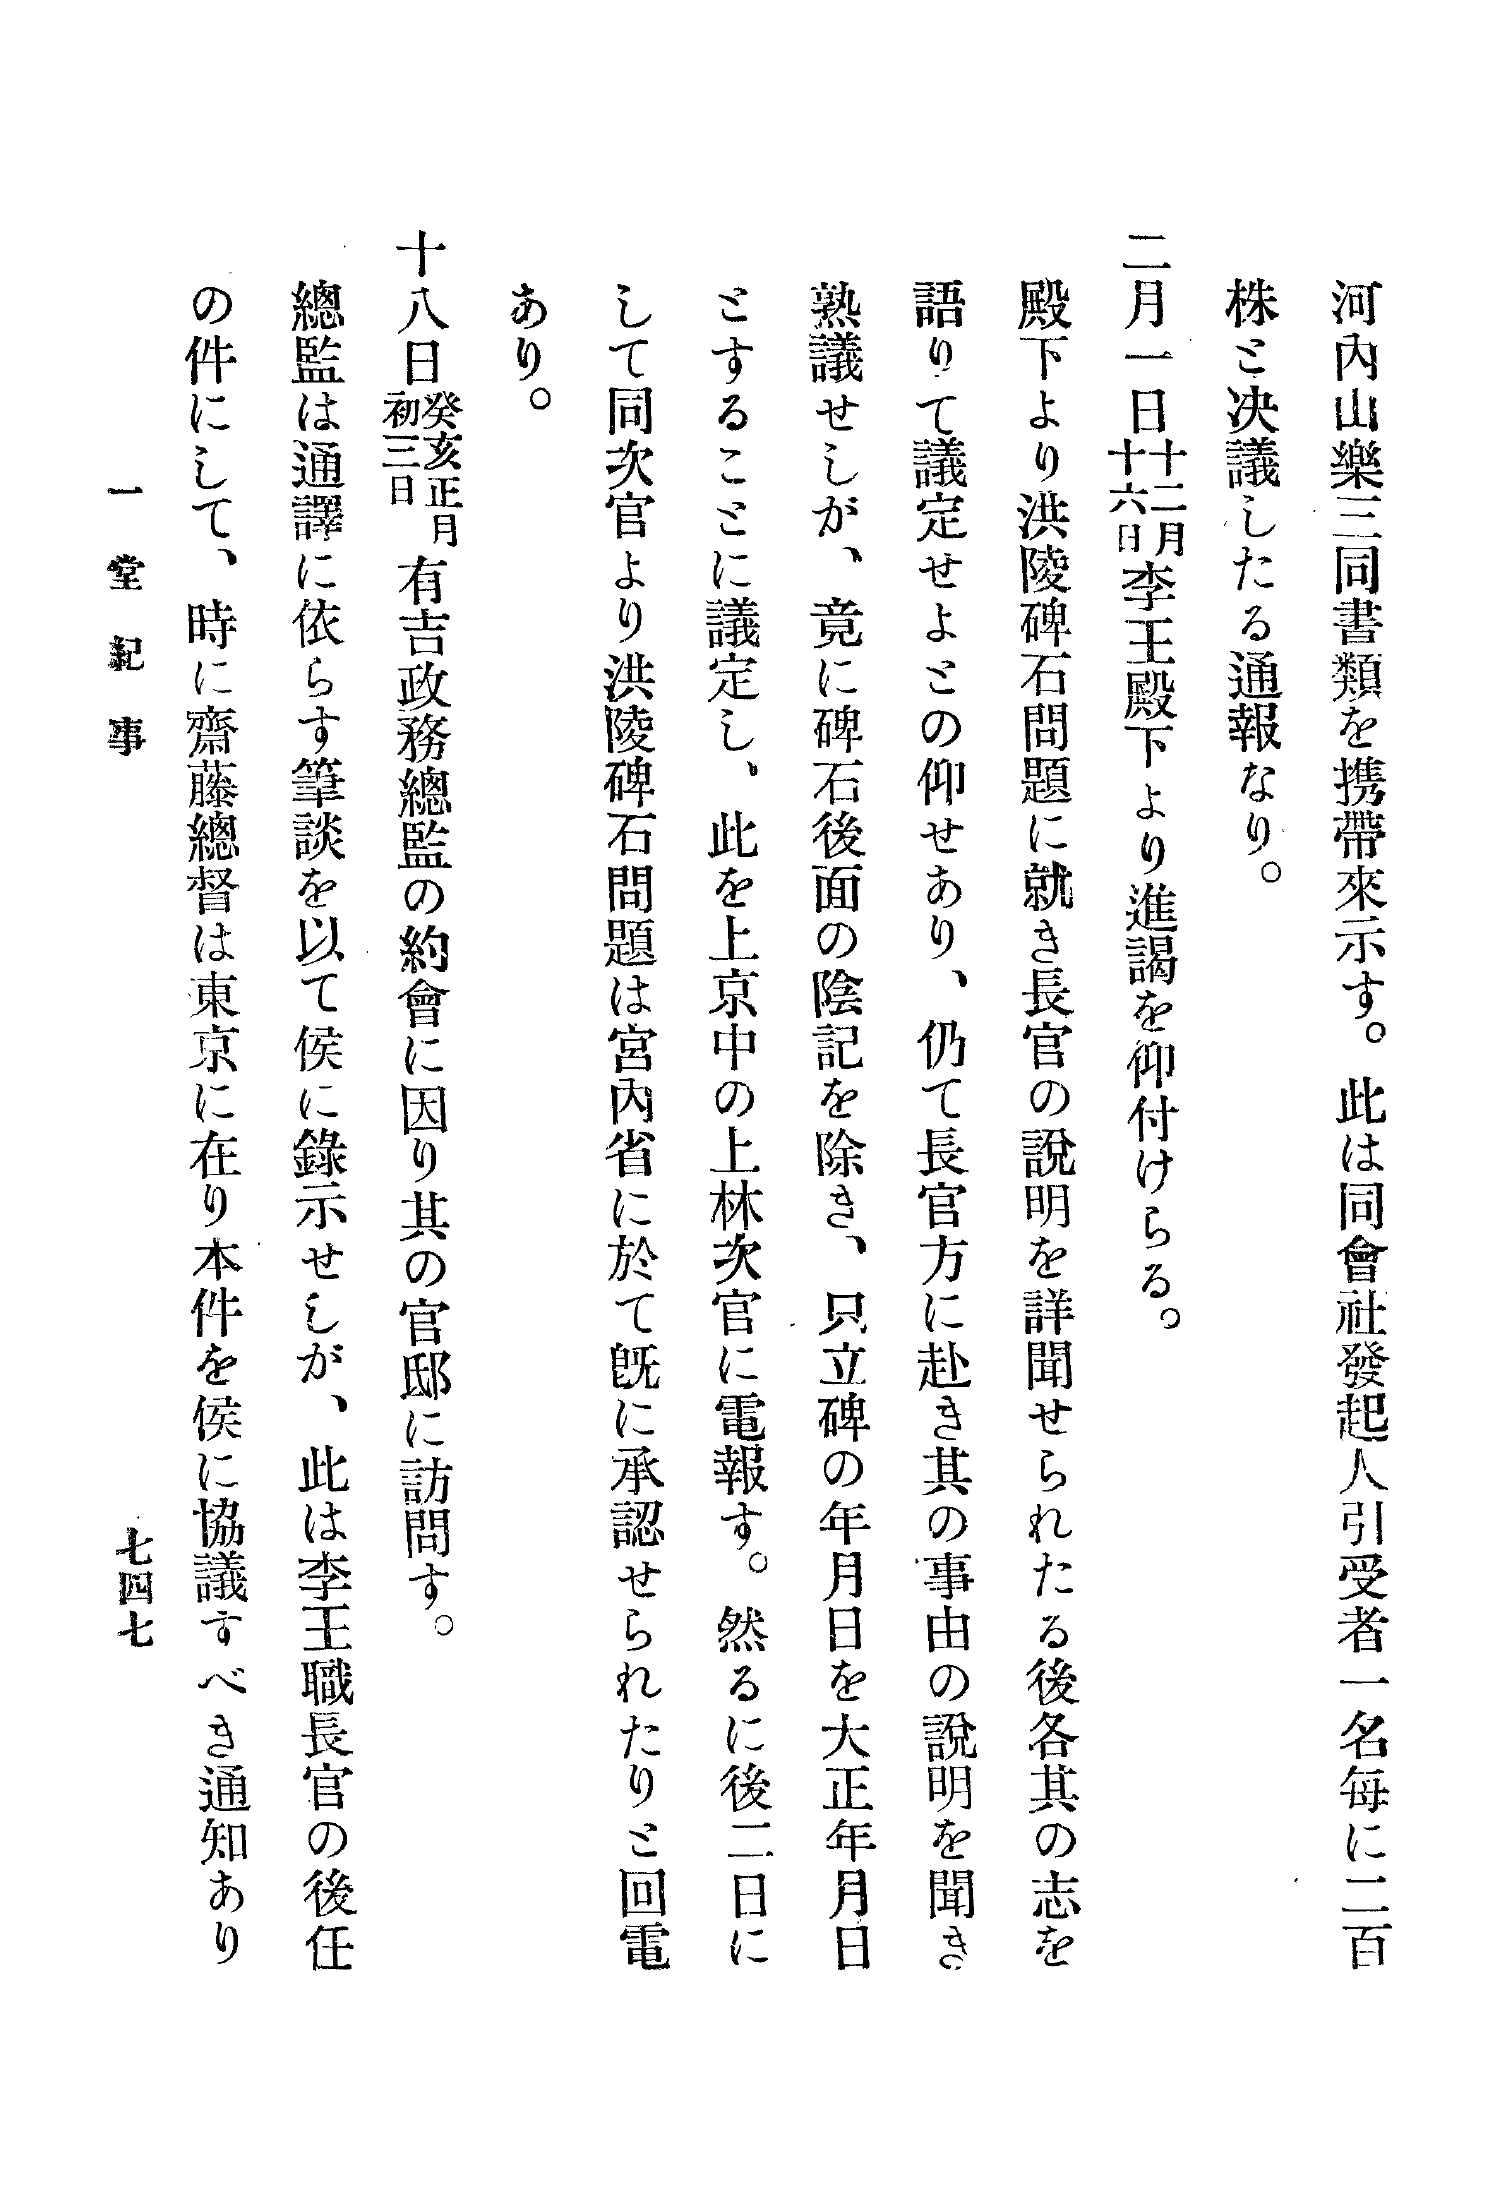 河內山樂三同書類を携帶來示す。此は同會社發起人引受者一名每に二百
株と决議したる通報なり。
二月一日十二月十六日李王殿下より進謁を仰付けらる。
殿下より洪陵碑石問題に就き長官の說明を詳聞せられたる後各其の志を
語りて議定せよとの仰せあり、仍て長官方に赴き其の事由の說明を聞き
熟議せしが、竟に碑石後面の陰記を除き、只立碑の年月日を大正年月日
とすることに議定し、此を上京中の上林次官に電報す。然るに後二日に
して同次官より洪陵碑石問題は宮內省に於て旣に承認せられたりと回電
あり。
十八日癸亥正月初三日有吉政務總監の約會に因り其の官邸に訪問す。
總監は通譯に依らす筆談を以て侯に錄示せしが、此は李王職長官の後任
の件にして、時に齋藤總督は東京に在り本件を侯に協議すべき通知あり
一堂紀事
七四七